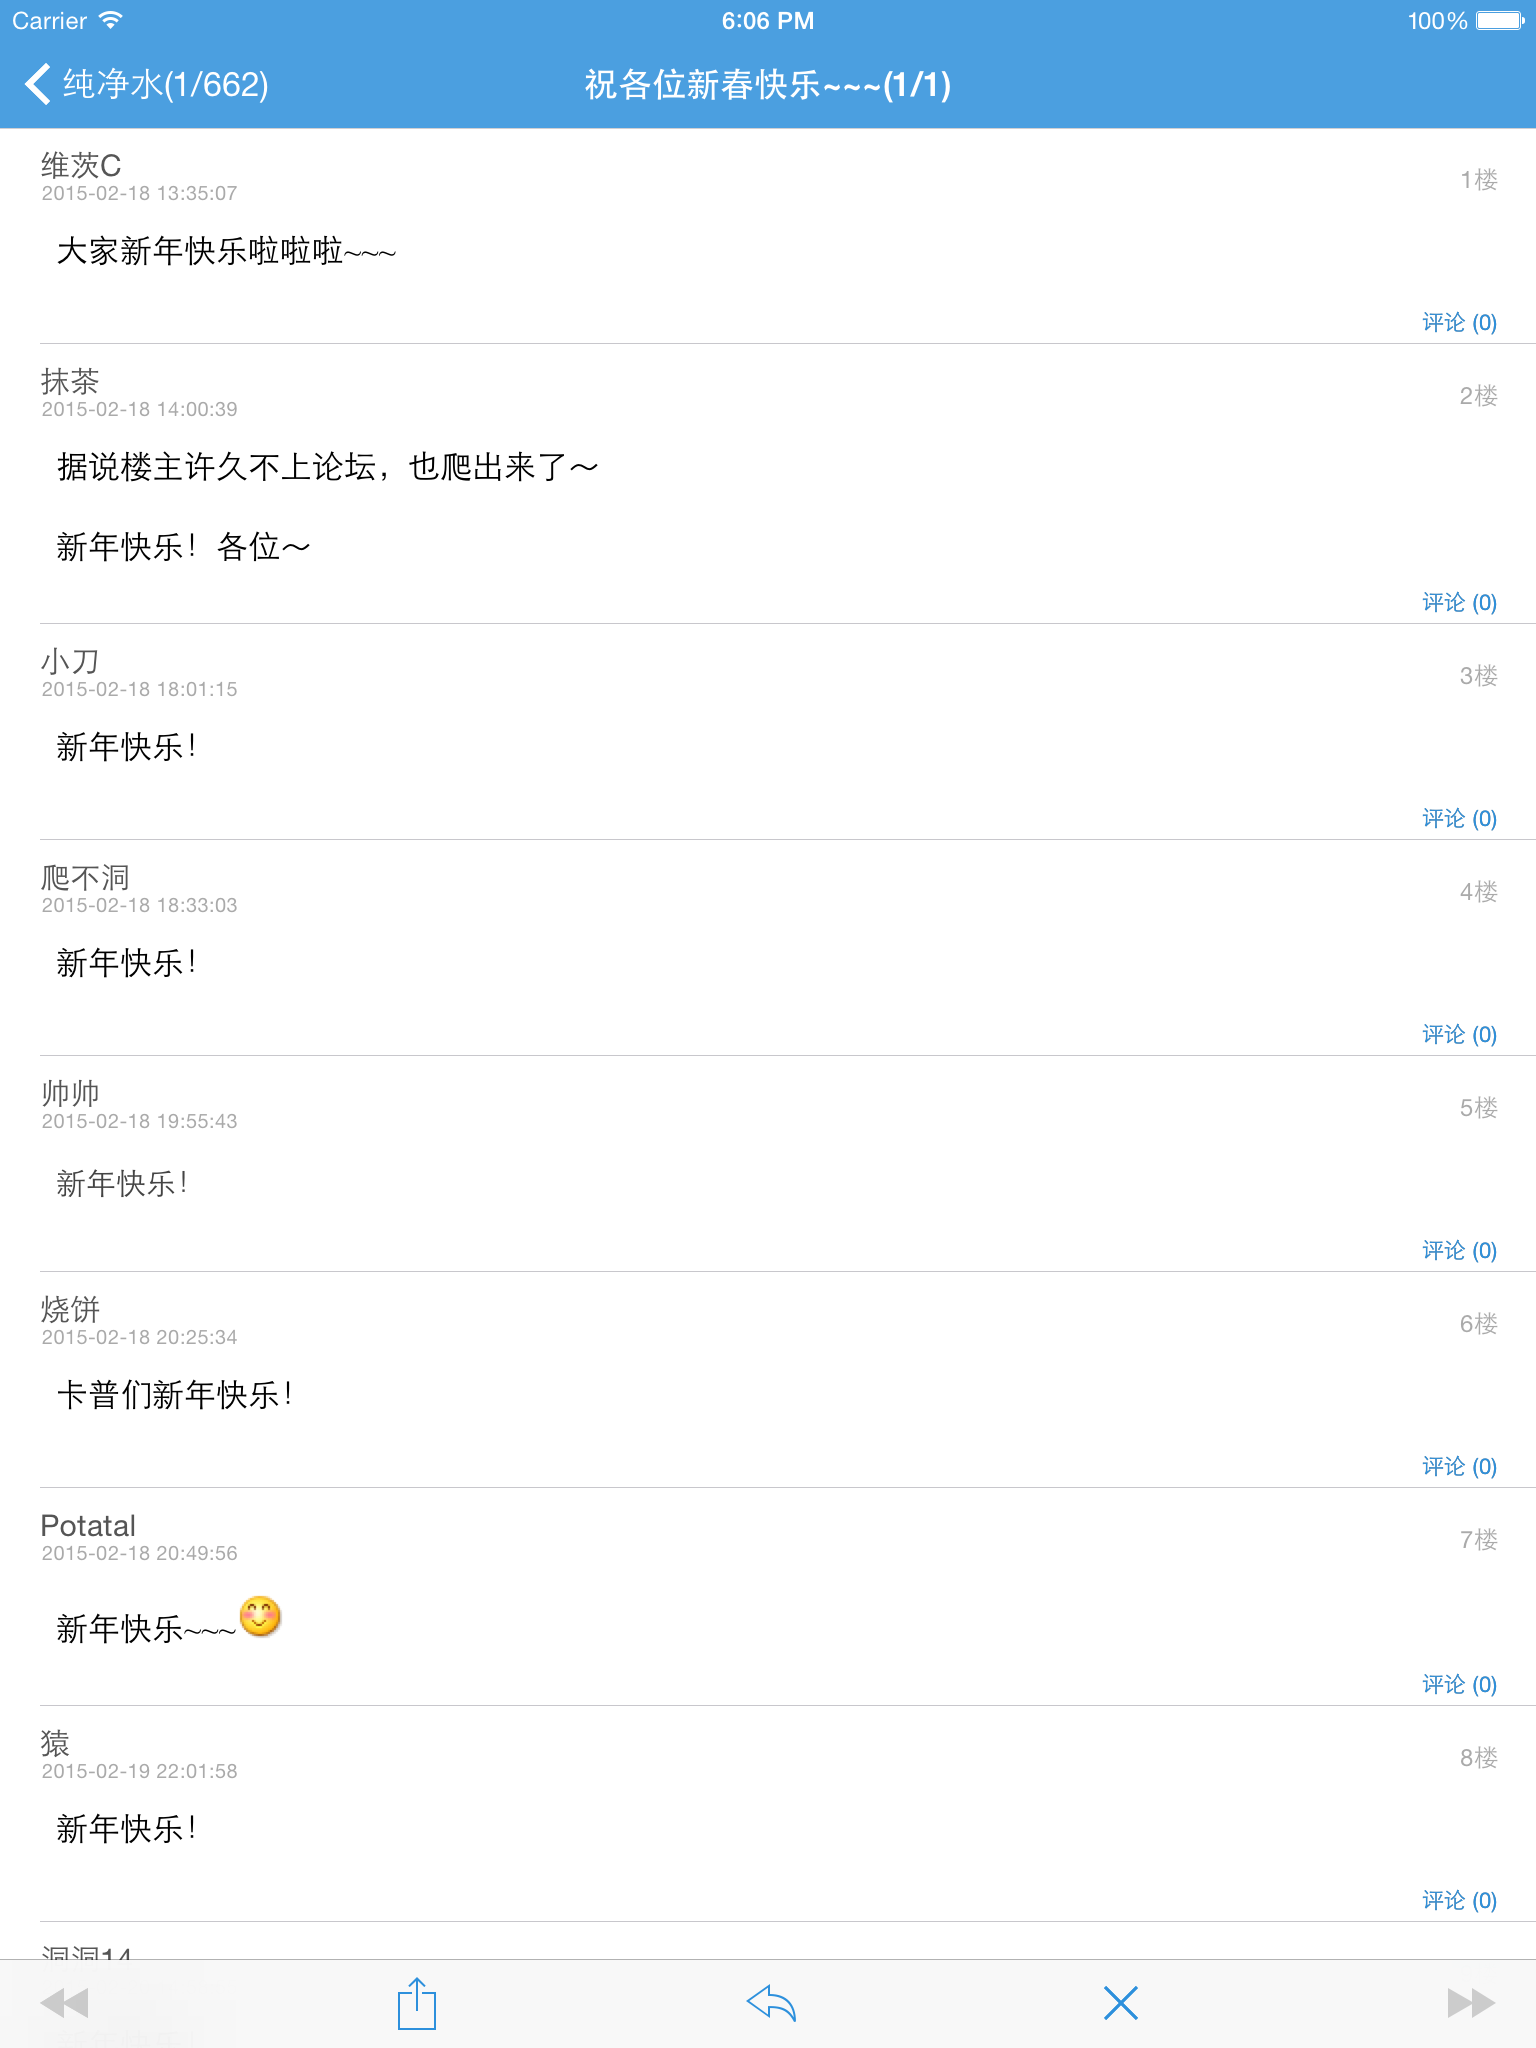 Carrier 6:06 PM 100%
纯净水(1/662) 祝各位新春快乐~~~(1/1)
维茨C
2015-02-18 13:35:07
1楼
大家新年快乐啦啦啦~~~
评论 (0)
抹茶
2015-02-18 14:00:39
2楼
据说楼主许久不上论坛，也爬出来了～
新年快乐！各位～
评论 (0)
小刀
2015-02-18 18:01:15
3楼
新年快乐！
评论 (0)
爬不洞
2015-02-18 18:33:03
4楼
新年快乐！
评论 (0)
帅帅
2015-02-18 19:55:43
5楼
新年快乐！
评论 (0)
烧饼
2015-02-18 20:25:34
6楼
卡普们新年快乐！
评论 (0)
Potatal
2015-02-18 20:49:56
7楼
新年快乐~~~😊
评论 (0)
猿
2015-02-19 22:01:58
8楼
新年快乐！
评论 (0)
洞洞14